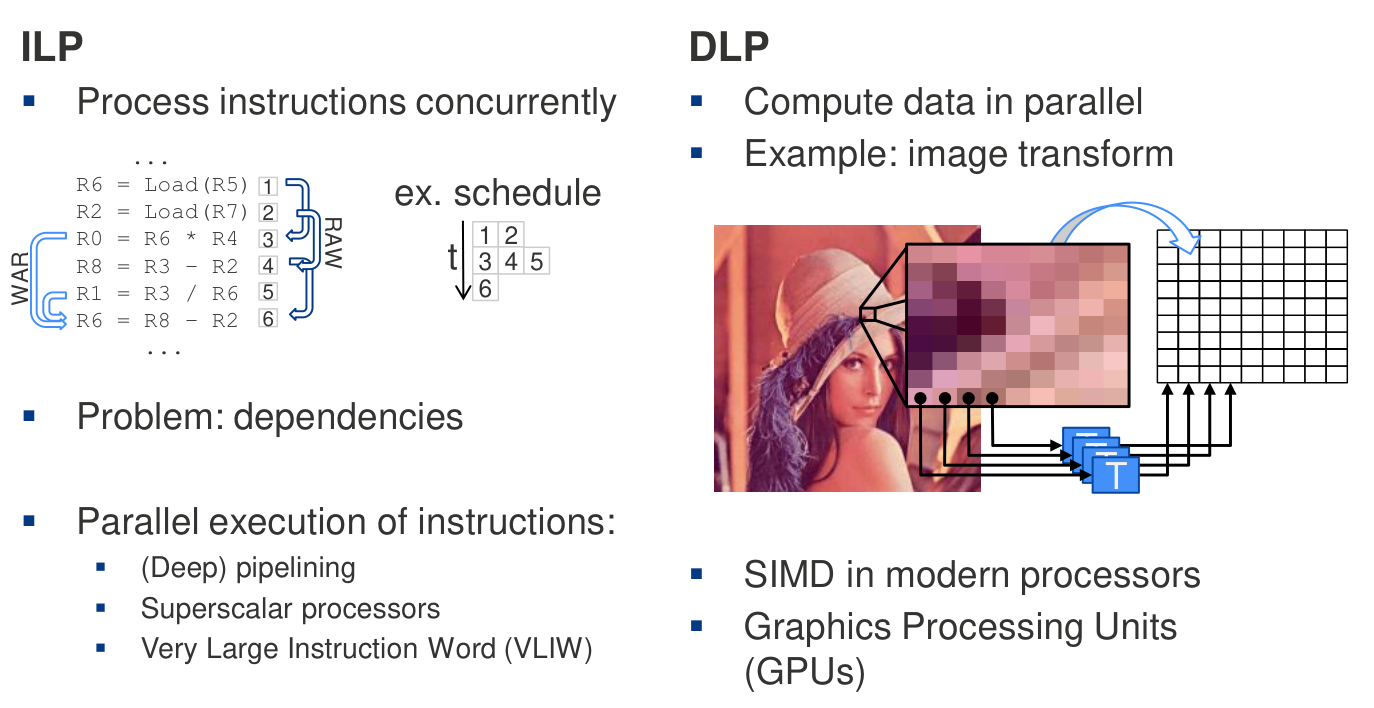 ILP
▪ Process instructions concurrently
...
R6 = Load(R5) 1
R2 = Load(R7) 2
R0 = R6 * R4 3
R8 = R3 - R2 4
R1 = R3 / R6 5
R6 = R8 - R2 6
...
WAR
RAW
ex. schedule
t
1 2
3 4 5
6
▪ Problem: dependencies
▪ Parallel execution of instructions:
▪ (Deep) pipelining
▪ Superscalar processors
▪ Very Large Instruction Word (VLIW)
DLP
▪ Compute data in parallel
▪ Example: image transform
T
T
T
T
▪ SIMD in modern processors
▪ Graphics Processing Units
(GPUs)